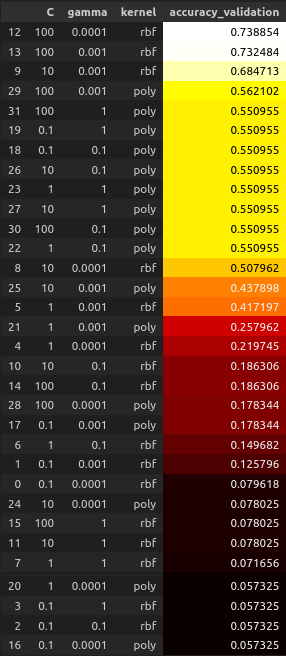 C gamma kernel accuracy_validation
12 100 0.0001 rbf 0.738854
13 100 0.001 rbf 0.732484
9 10 0.001 rbf 0.684713
29 100 0.001 poly 0.562102
31 100 1 poly 0.550955
19 0.1 1 poly 0.550955
18 0.1 0.1 poly 0.550955
26 10 0.1 poly 0.550955
23 1 1 poly 0.550955
27 10 1 poly 0.550955
30 100 0.1 poly 0.550955
22 1 0.1 poly 0.550955
8 10 0.0001 rbf 0.507962
25 10 0.001 poly 0.437898
5 1 0.001 rbf 0.417197
21 1 0.001 poly 0.257962
4 1 0.0001 rbf 0.219745
10 10 0.1 rbf 0.186306
14 100 0.1 rbf 0.186306
28 100 0.0001 poly 0.178344
17 0.1 0.001 poly 0.178344
6 1 0.1 rbf 0.149682
1 0.1 0.001 rbf 0.125796
0 0.1 0.0001 rbf 0.079618
24 10 0.0001 poly 0.078025
15 100 1 rbf 0.078025
11 10 1 rbf 0.078025
7 1 1 rbf 0.071656
20 1 0.0001 poly 0.057325
3 0.1 1 rbf 0.057325
2 0.1 0.1 rbf 0.057325
16 0.1 0.0001 poly 0.057325